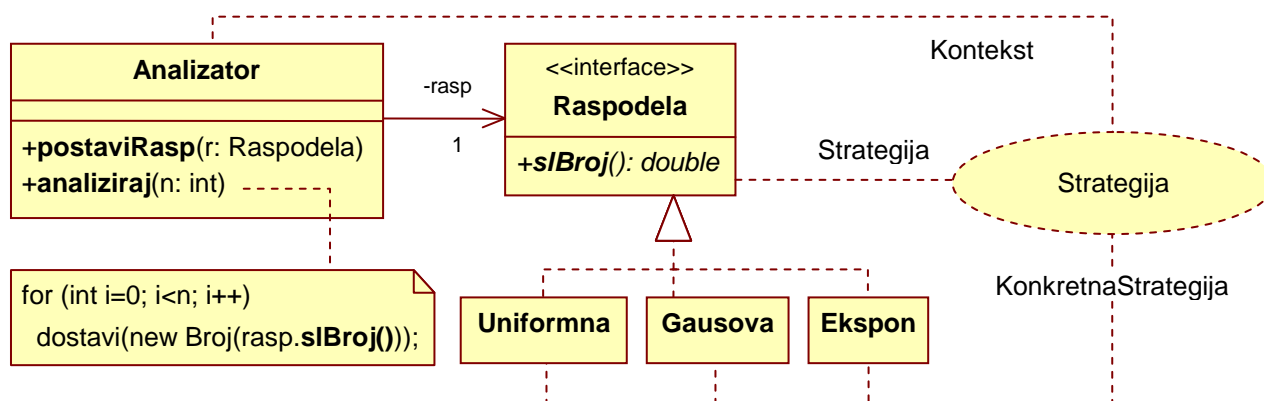 Analizator
+postaviRasp(r: Raspodela)
+analiziraj(n: int)
-rasp
1
<<interface>>
Raspodela
+slBroj(): double
Kontekst
Strategija
Strategija
KonkretnaStrategija
for (int i=0; i<n; i++)
dostavi(new Broj(rasp.slBroj()));
Uniformna
Gausova
Ekspon